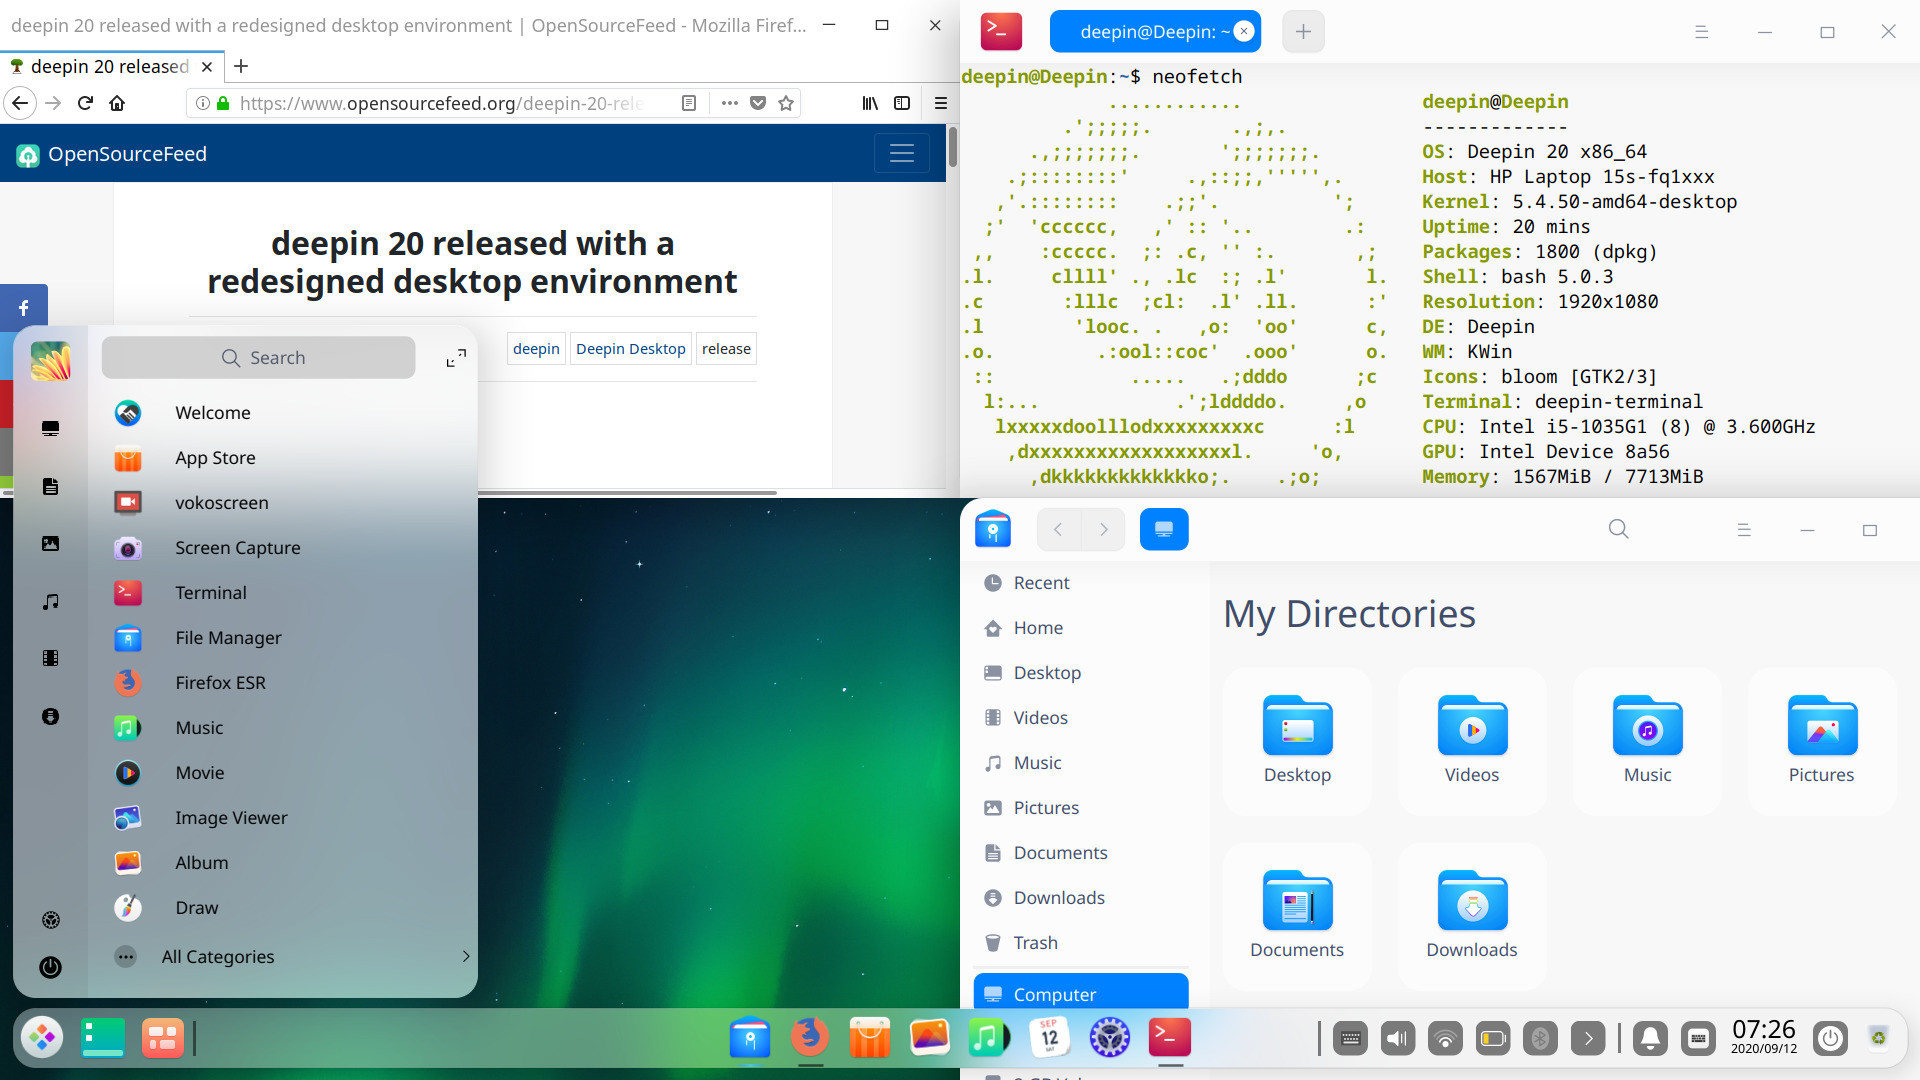 deepin 20 released with a redesigned desktop environment | OpenSourceFeed - Mozilla Firef...
deepin 20 released
https://www.opensourcefeed.org/deepin-20-rele
OpenSourceFeed
deepin 20 released with a
redesigned desktop environment
deepin
Deepin Desktop
release
Search
Welcome
App Store
vokoscreen
Screen Capture
Terminal
File Manager
Firefox ESR
Music
Movie
Image Viewer
Album
Draw
All Categories
deepin@Deepin: ~
deepin@Deepin:~$ neofetch
deepin@Deepin
-------------
OS: Deepin 20 x86_64
Host: HP Laptop 15s-fq1xxx
Kernel: 5.4.50-amd64-desktop
Uptime: 20 mins
Packages: 1800 (dpkg)
Shell: bash 5.0.3
Resolution: 1920x1080
DE: Deepin
WM: KWin
Icons: bloom [GTK2/3]
Terminal: deepin-terminal
CPU: Intel i5-1035G1 (8) @ 3.600GHz
GPU: Intel Device 8a56
Memory: 1567MiB / 7713MiB
Recent
Home
Desktop
Videos
Music
Pictures
Documents
Downloads
Trash
Computer
My Directories
Desktop
Videos
Music
Pictures
Documents
Downloads
SEP
12
SAT
07:26
2020/09/12